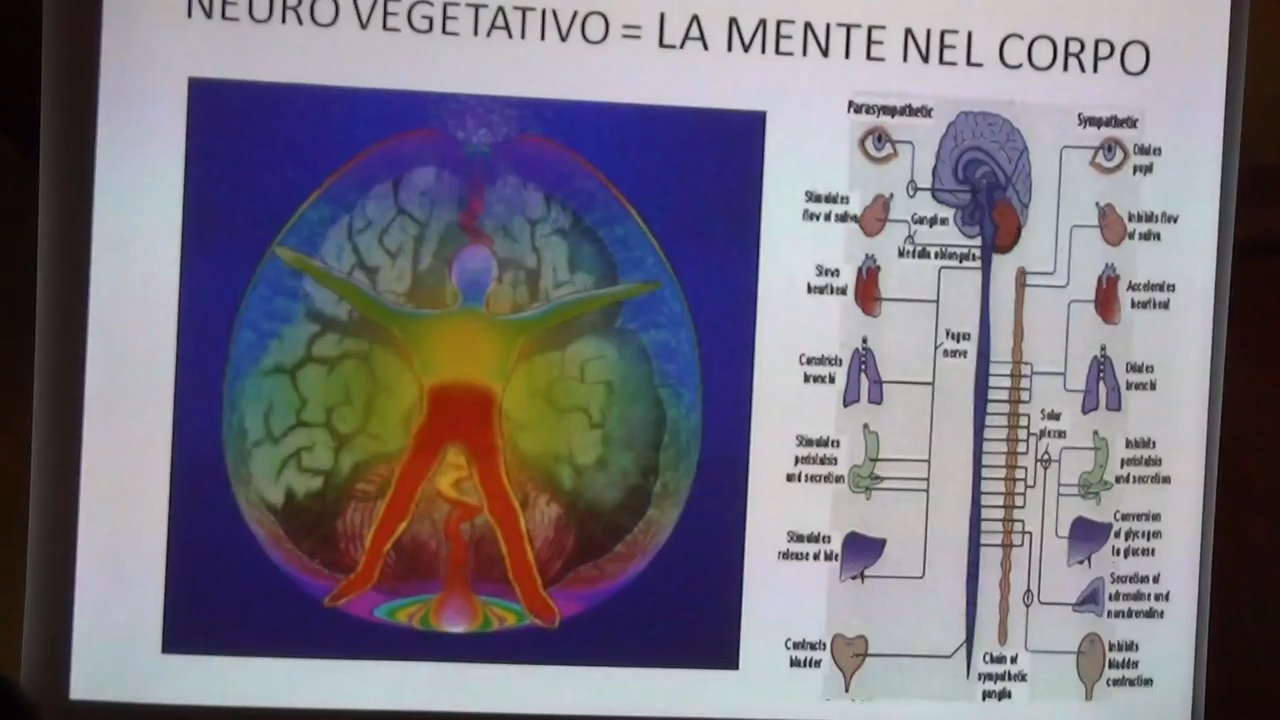 NEURO VEGETATIVO = LA MENTE NEL CORPO
Parasympathetic
Stimulates
flow of saliva
Ganglion
Medulla oblongata
Slows
heartbeat
Vagus
nerve
Constricts
bronchi
Stimulates
peristalsis
and secretion
Stimulates
release of bile
Contracts
bladder
Sympathetic
Dilates
pupil
Inhibits flow
of saliva
Accelerates
heartbeat
Dilates
bronchi
Solar
plexus
Inhibits
peristalsis
and secretion
Conversion
of glycogen
to glucose
Secretion of
adrenaline and
noradrenaline
Inhibits
bladder
contraction
Chain of
sympathetic
ganglia